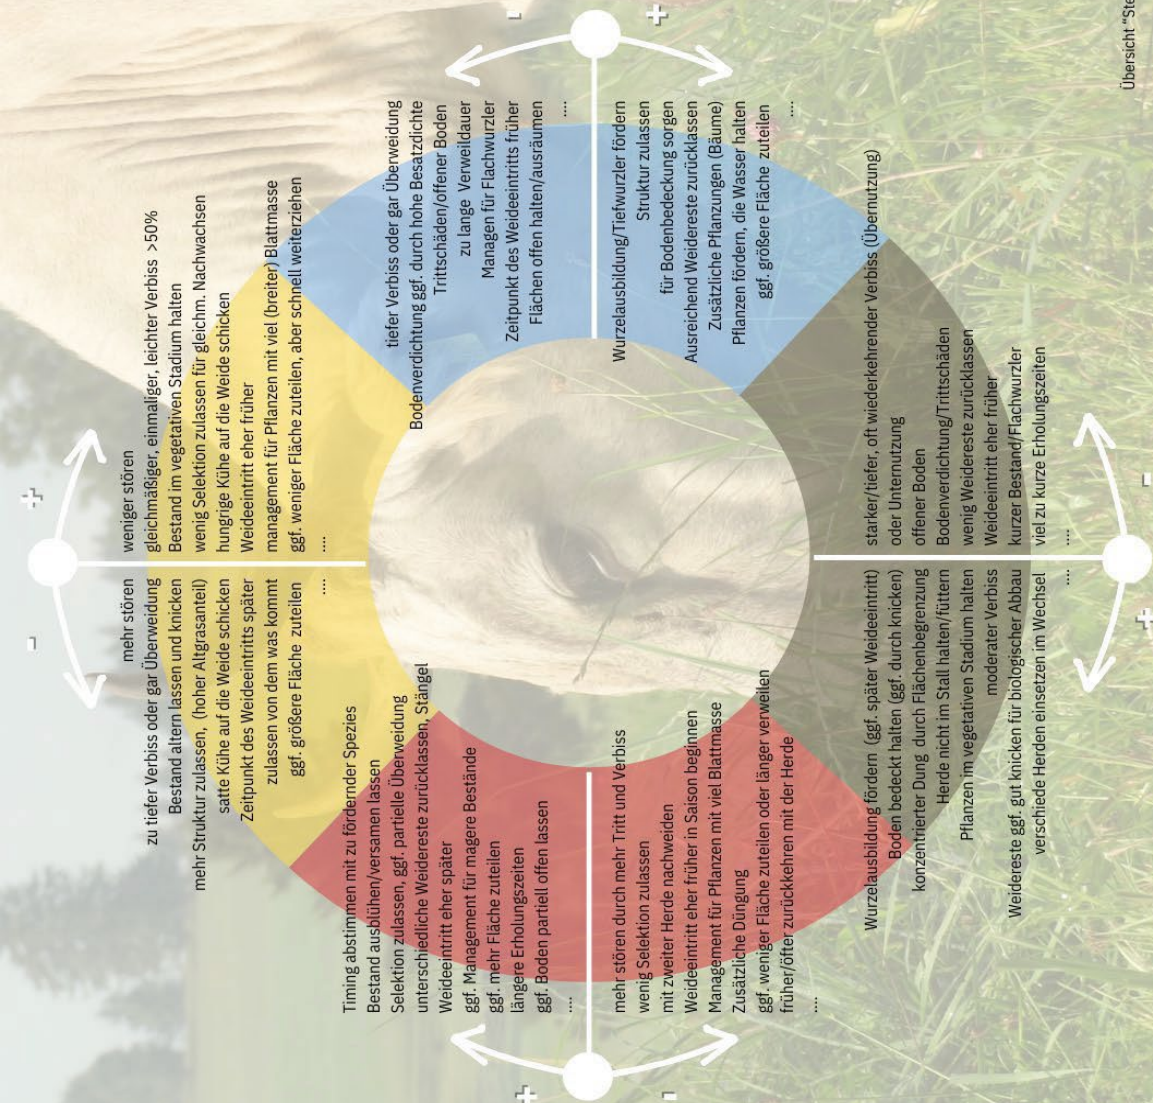 -
+
mehr stören
zu tiefer Verbiss oder gar Überweidung
Bestand altern lassen und knicken
mehr Struktur zulassen, (hoher Altgrasanteil)
satte Kühe auf die Weide schicken
Zeitpunkt des Weideeintritts später
zulassen von dem was kommt
ggf. größere Fläche zuteilen
....
weniger stören
gleichmäßiger, einmaliger, leichter Verbiss >50%
Bestand im vegetativen Stadium halten
wenig Selektion zulassen für gleichm. Nachwachsen
hungrige Kühe auf die Weide schicken
Weideeintritt eher früher
management für Pflanzen mit viel (breiter) Blattmasse
ggf. weniger Fläche zuteilen, aber schnell weiterziehen
....
Timing abstimmen mit zu fördernder Spezies
Bestand ausblühen/versamen lassen
Selektion zulassen, ggf. partielle Überweidung
unterschiedliche Weidereste zurücklassen, Stängel
Weideeintritt eher später
ggf. Management für magere Bestände
ggf. mehr Fläche zuteilen
längere Erholungszeiten
ggf. Boden partiell offen lassen
....
+
tiefer Verbiss oder gar Überweidung
Bodenverdichtung ggf. durch hohe Besatzdichte
Trittschäden/offener Boden
zu lange Verweildauer
Managen für Flachwurzler
Zeitpunkt des Weideeintritts früher
Flächen offen halten/ausräumen
....
-
mehr stören durch mehr Tritt und Verbiss
wenig Selektion zulassen
mit zweiter Herde nachweiden
Weideeintritt eher früher in Saison beginnen
Management für Pflanzen mit viel Blattmasse
Zusätzliche Düngung
ggf. weniger Fläche zuteilen oder länger verweilen
früher/öfter zurückkehren mit der Herde
....
-
Wurzelausbildung/Tiefwurzler fördern
Struktur zulassen
für Bodenbedeckung sorgen
Ausreichend Weidereste zurücklassen
Zusätzliche Pflanzungen (Bäume)
Pflanzen fördern, die Wasser halten
ggf. größere Fläche zuteilen
....
+
Wurzelausbildung fördern (ggf. später Weideeintritt)
Boden bedeckt halten (ggf. durch knicken)
konzentrierter Dung durch Flächenbegrenzung
Herde nicht im Stall halten/füttern
Pflanzen im vegetativen Stadium halten
moderater Verbiss
Weidereste ggf. gut knicken für biologischer Abbau
verschiede Herden einsetzen im Wechsel
....
starker/tiefer, oft wiederkehrender Verbiss (Übernutzung)
oder Unternutzung
offener Boden
Bodenverdichtung/Trittschäden
wenig Weidereste zurücklassen
Weideeintritt eher früher
kurzer Bestand/Flachwurzler
viel zu kurze Erholungszeiten
....
+
-
Übersicht "Ste